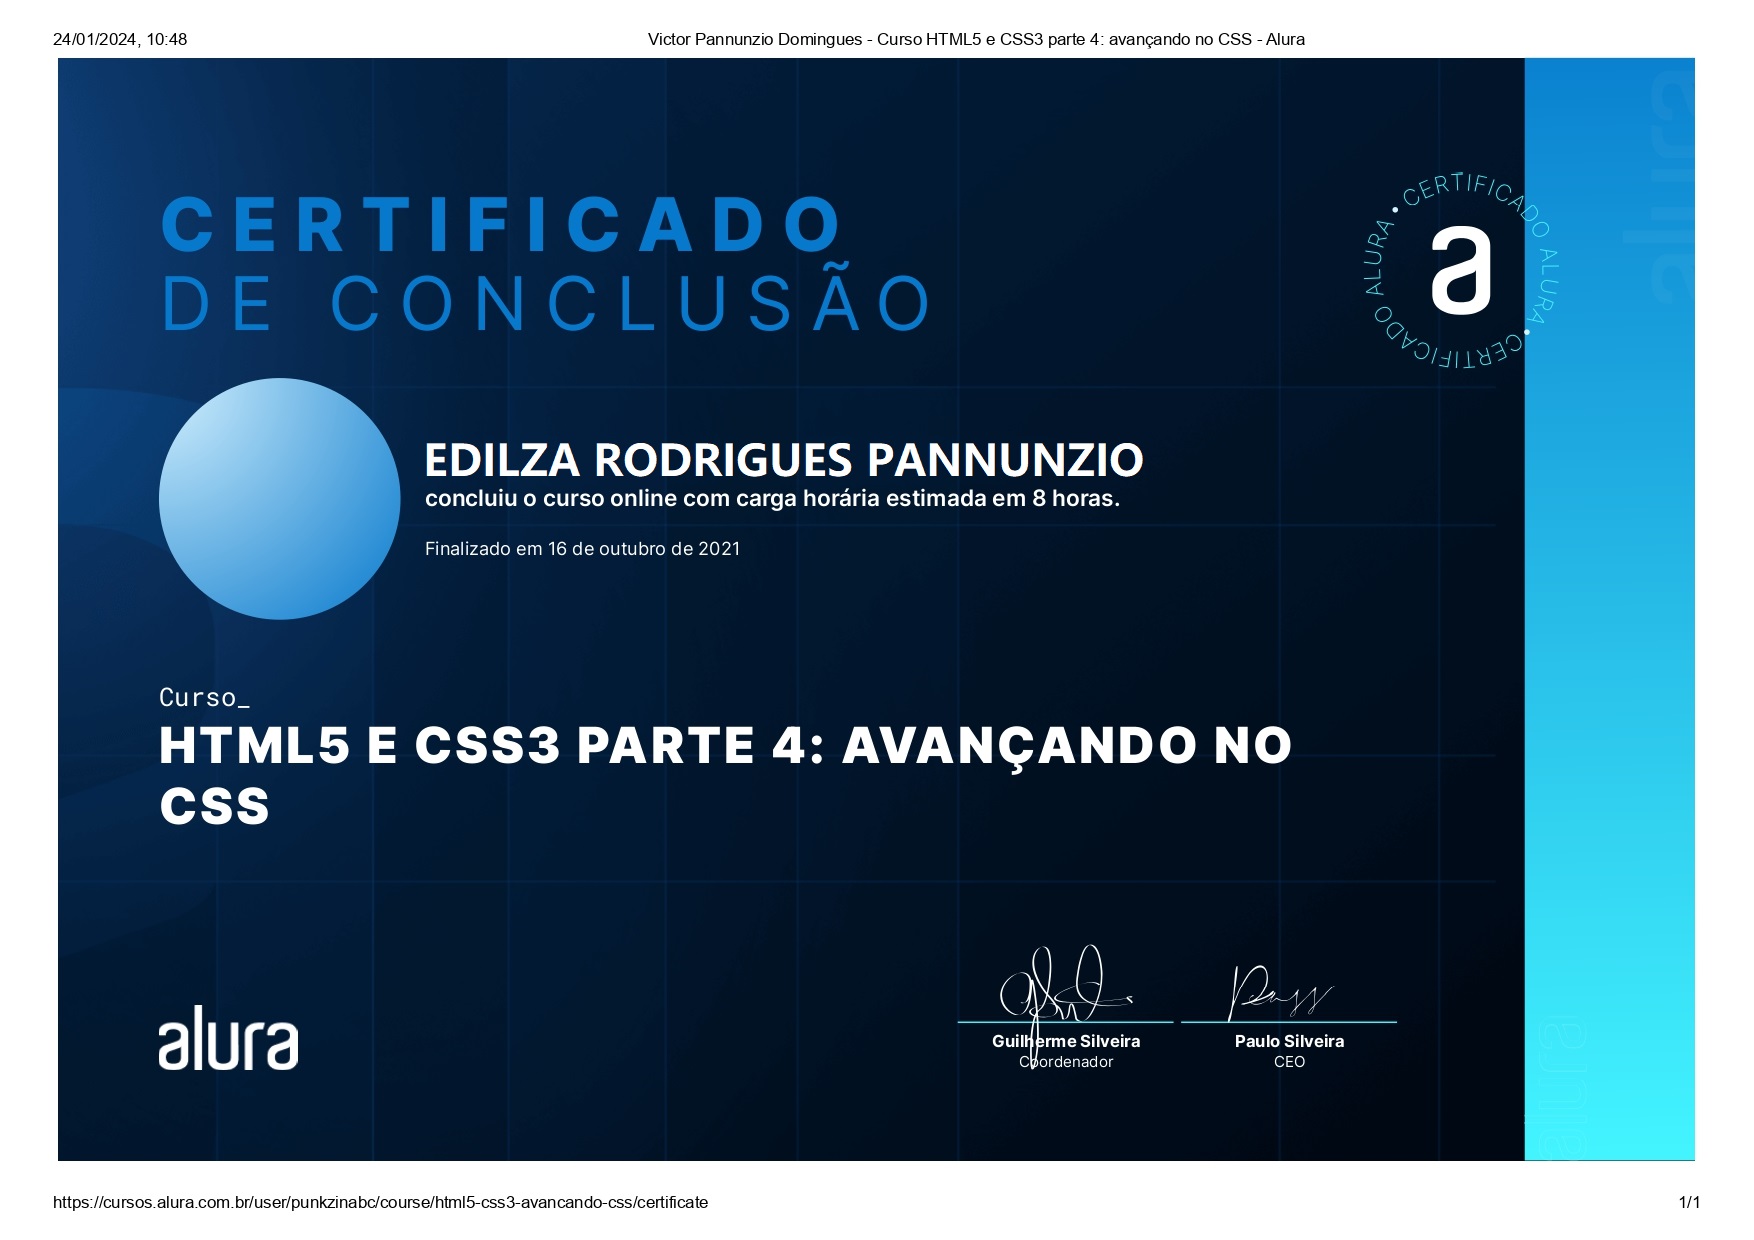 24/01/2024, 10:48
Victor Pannunzio Domingues - Curso HTML5 e CSS3 parte 4: avançando no CSS - Alura
CERTIFICADO
DE CONCLUSÃO
CERTIFICADO ALURA • CERTIFICADO ALURA •
a
alura
EDILZA RODRIGUES PANNUNZIO
concluiu o curso online com carga horária estimada em 8 horas.
Finalizado em 16 de outubro de 2021
Curso_
HTML5 E CSS3 PARTE 4: AVANÇANDO NO
CSS
alura
Guilherme Silveira
Coordenador
Paulo Silveira
CEO
alura
https://cursos.alura.com.br/user/punkzinabc/course/html5-css3-avancando-css/certificate
1/1